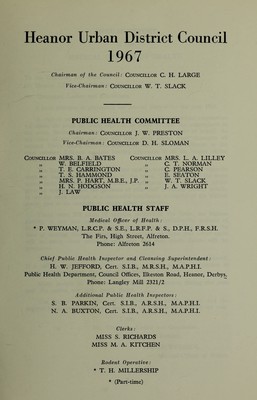 Heanor Urban District Council
1967
Chairman of the Council: COUNCILLOR C. H. LARGE
Vice-Chairman: COUNCILLOR W. T. SLACK
PUBLIC HEALTH COMMITTEE
Chairman: COUNCILLOR J. W. PRESTON
Vice-Chairman: COUNCILLOR D. H. SLOMAN
COUNCILLOR MRS. B. A. BATES COUNCILLOR MRS. L. A. LILLEY
„ W. BELFIELD „ C. T. NORMAN
„ T. E. CARRINGTON „ C. PEARSON
„ T. S. HAMMOND „ E. SEATON
„ MRS. P. HART, M.B.E., J.P. „ W. T. SLACK
„ H. N. HODGSON „ J. A. WRIGHT
„ J. LAW
PUBLIC HEALTH STAFF
Medical Officer of Health:
* P. WEYMAN, L.R.C.P. & S.E., L.R.F.P. & S., D.P.H., F.R.S.H.
The Firs, High Street, Alfreton.
Phone: Alfreton 2614
Chief Public Health Inspector and Cleansing Superintendent:
H. W. JEFFORD, Cert. S.I.B., M.R.S.H., M.A.P.H.I.
Public Health Department, Council Offices, Ilkeston Road, Heanor, Derbys.
Phone: Langley Mill 2321/2
Additional Public Health Inspectors:
S. B. PARKIN, Cert. S.I.B., A.R.S.H., M.A.P.H.I.
N. A. BUXTON, Cert. S.I.B., A.R.S.H., M.A.P.H.I.
Clerks:
MISS S. RICHARDS
MISS M. A. KITCHEN
Rodent Operative:
* T. H. MILLERSHIP
* (Part-time)